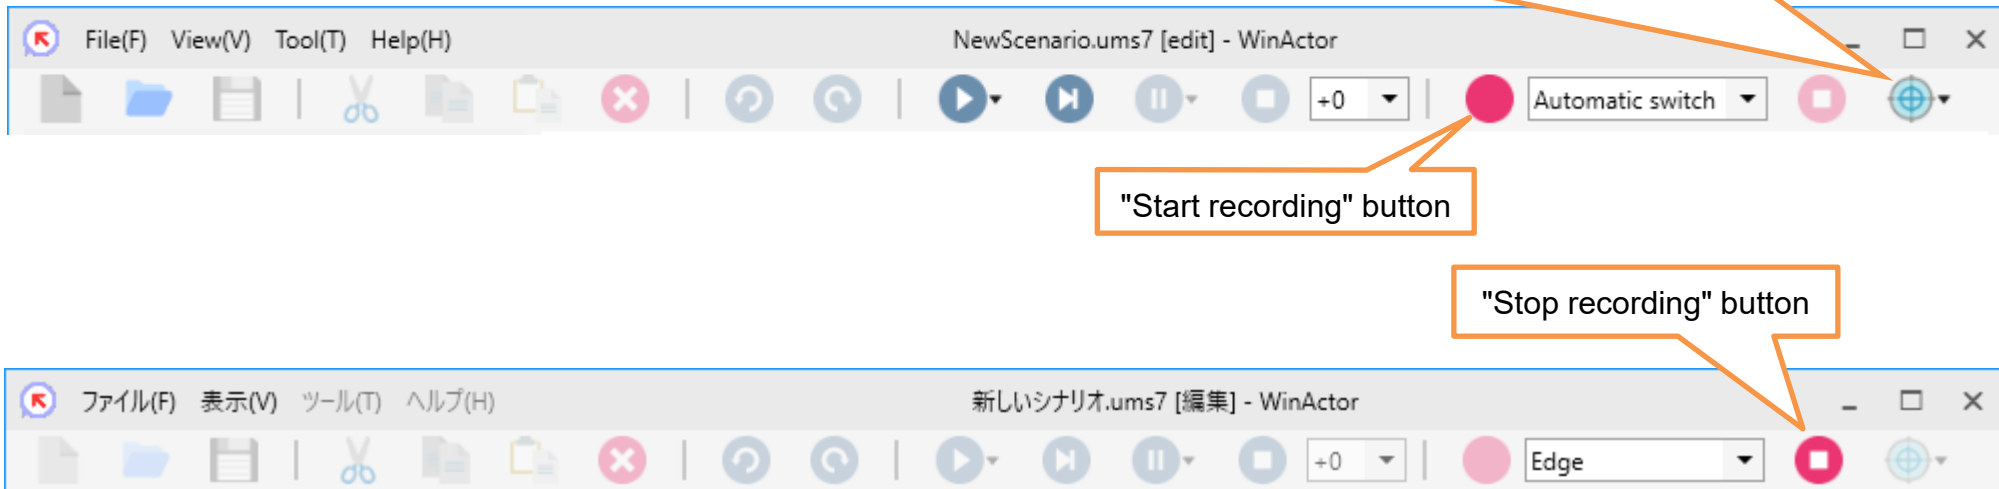 File(F) View(V) Tool(T) Help(H) NewScenario.ums7 [edit] - WinActor
+0 Automatic switch
"Start recording" button
"Stop recording" button
ファイル(F) 表示(V) ツール(T) ヘルプ(H) 新しいシナリオ.ums7 [編集] - WinActor
+0 Edge